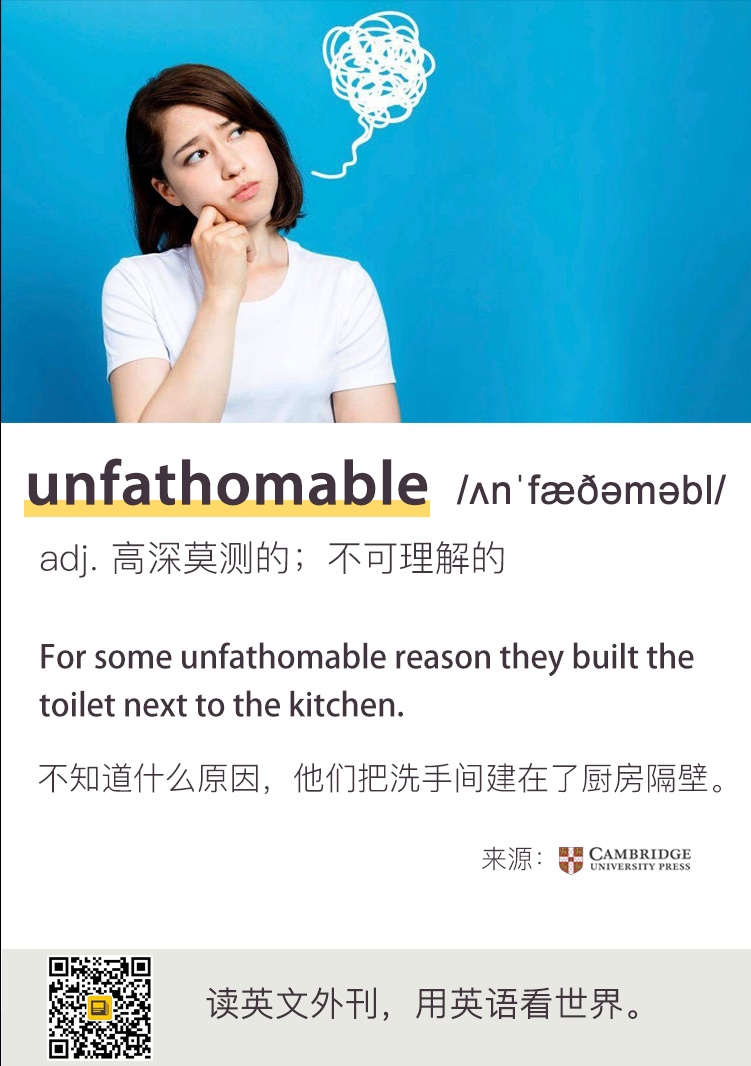 unfathomable /ʌnˈfæðəməbl/
adj. 高深莫测的；不可理解的
For some unfathomable reason they built the
toilet next to the kitchen.
不知道什么原因，他们把洗手间建在了厨房隔壁。
来源： CAMBRIDGE
UNIVERSITY PRESS
读英文外刊，用英语看世界。